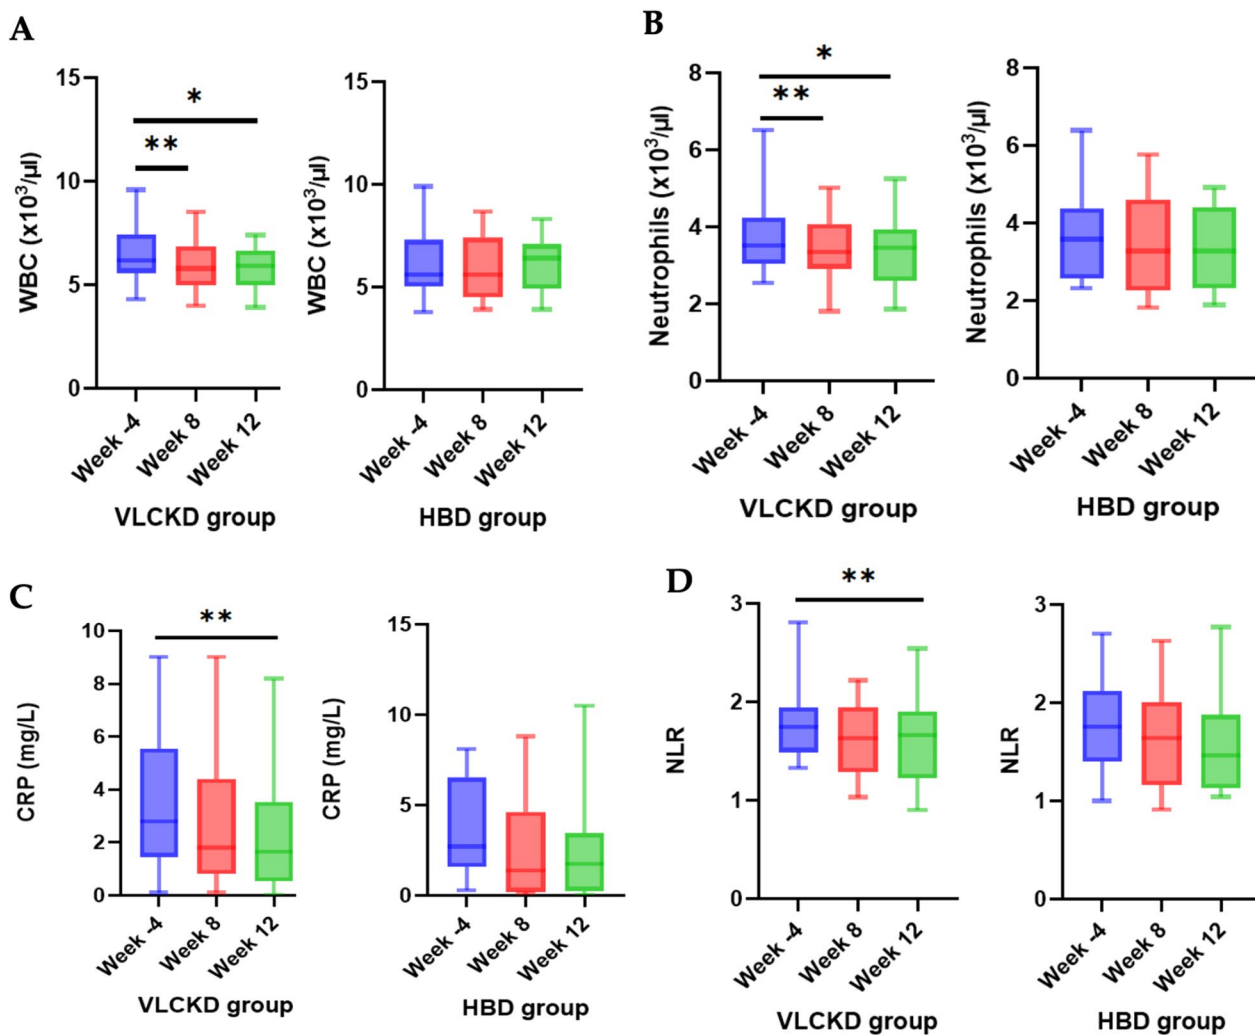 A
WBC (x10³/µl)
15
10
5
0
*
**
Week -4
Week 8
Week 12
VLCKD group
WBC (x10³/µl)
15
10
5
0
Week -4
Week 8
Week 12
HBD group
B
Neutrophils (x10³/µl)
8
6
4
2
0
*
**
Week -4
Week 8
Week 12
VLCKD group
Neutrophils (x10³/µl)
8
6
4
2
0
Week -4
Week 8
Week 12
HBD group
C
CRP (mg/L)
10
8
6
4
2
0
**
Week -4
Week 8
Week 12
VLCKD group
CRP (mg/L)
15
10
5
0
Week -4
Week 8
Week 12
HBD group
D
NLR
3
2
1
0
**
Week -4
Week 8
Week 12
VLCKD group
NLR
3
2
1
0
Week -4
Week 8
Week 12
HBD group